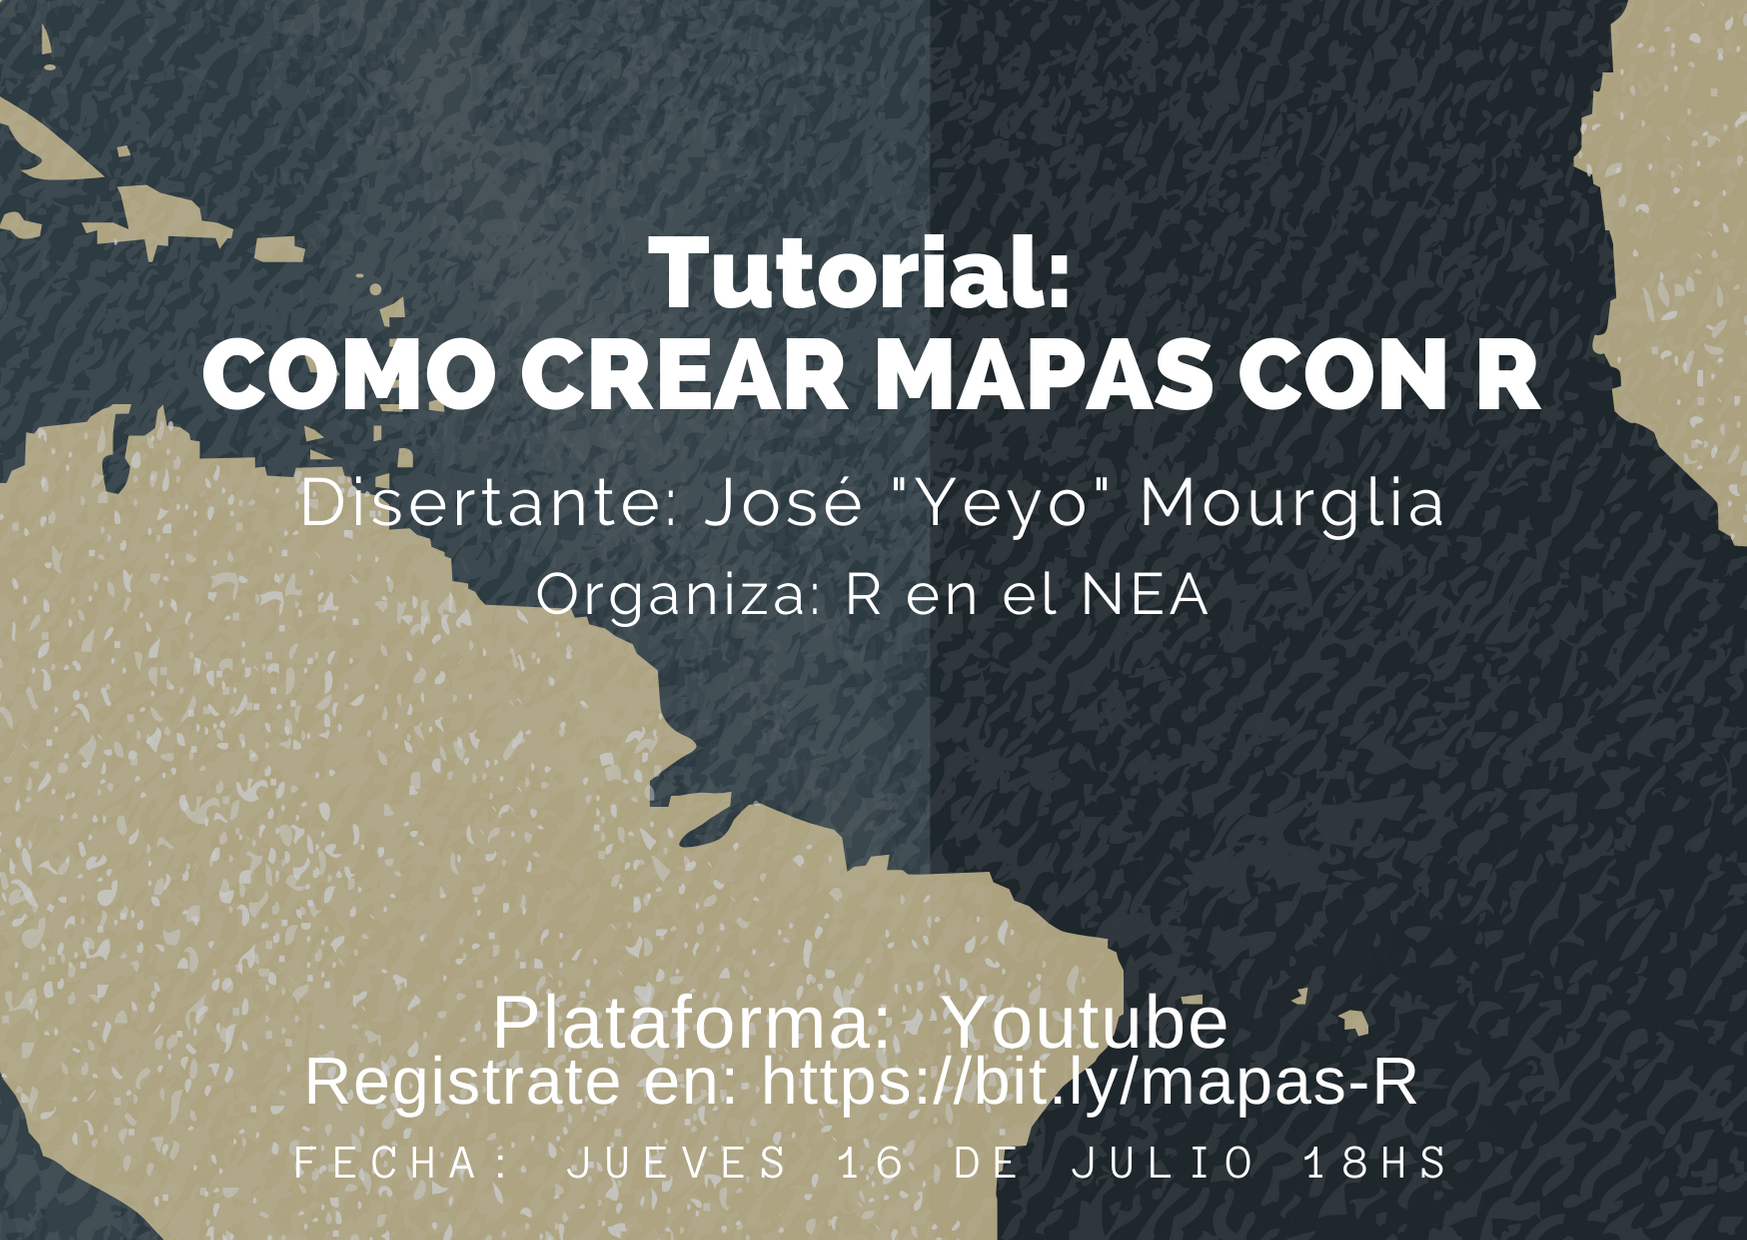 Tutorial:
COMO CREAR MAPAS CON R
Disertante: José "Yeyo" Mourglia
Organiza: R en el NEA
Plataforma: Youtube
Registrate en: https://bit.ly/mapas-R
FECHA: JUEVES 16 DE JULIO 18HS